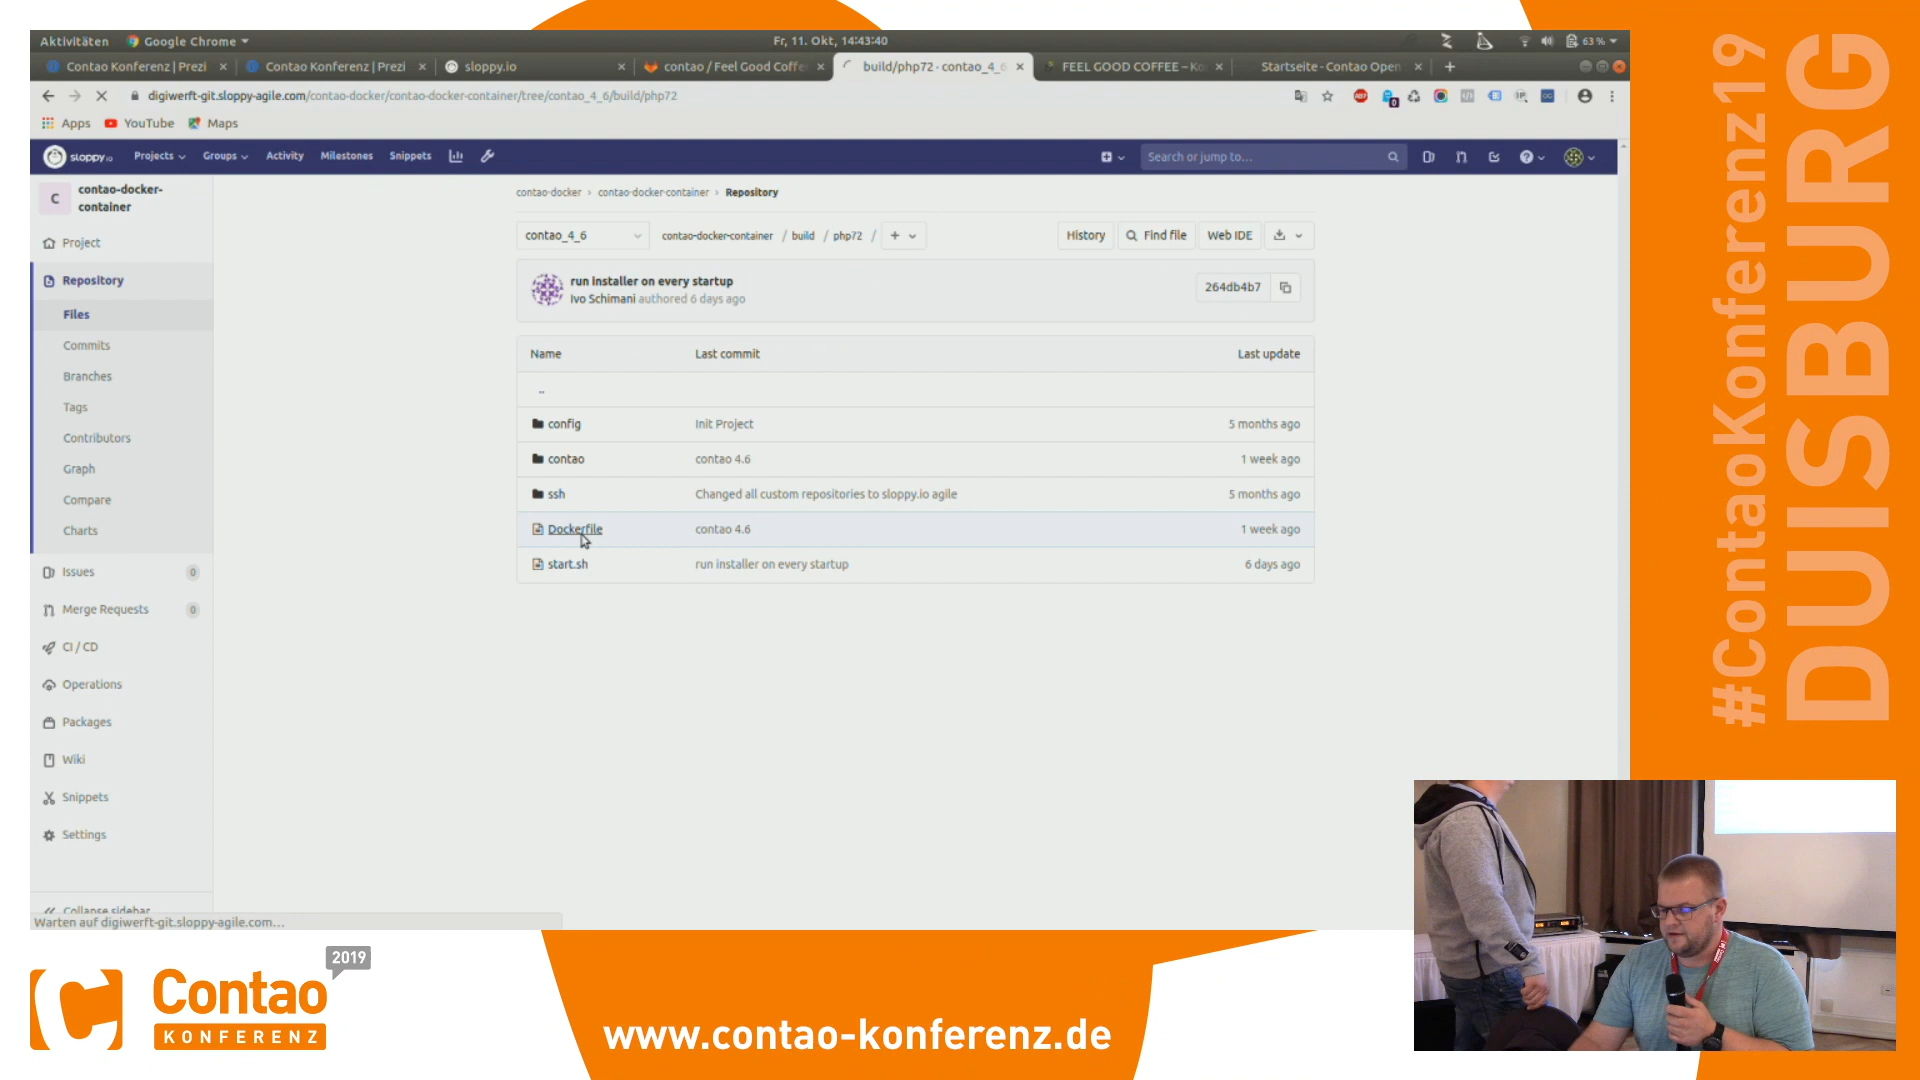 Aktivitäten
Google Chrome
Fr, 11. Okt, 14:43:40
63 %
Contao Konferenz | Prezi
Contao Konferenz | Prezi
sloppy.io
contao / Feel Good Coffe
build/php72 · contao_4_6
FEEL GOOD COFFEE – Ko
Startseite - Contao Open
digiwerft-git.sloppy-agile.com/contao-docker/contao-docker-container/tree/contao_4_6/build/php72
Apps
YouTube
Maps
sloppy.io
Projects
Groups
Activity
Milestones
Snippets
Search or jump to...
C
contao-docker-
container
Project
Repository
Files
Commits
Branches
Tags
Contributors
Graph
Compare
Charts
Issues
0
Merge Requests
0
CI / CD
Operations
Packages
Wiki
Snippets
Settings
Collapse sidebar
Warten auf digiwerft-git.sloppy-agile.com...
contao-docker › contao-docker-container › Repository
contao_4_6
contao-docker-container / build / php72 / +
History
Find file
Web IDE
run installer on every startup
Ivo Schimani authored 6 days ago
264db4b7
Name Last commit Last update
..
config Init Project 5 months ago
contao contao 4.6 1 week ago
ssh Changed all custom repositories to sloppy.io agile 5 months ago
Dockerfile contao 4.6 1 week ago
start.sh run installer on every startup 6 days ago
#ContaoKonferenz19
DUISBURG
2019
Contao
KONFERENZ
www.contao-konferenz.de